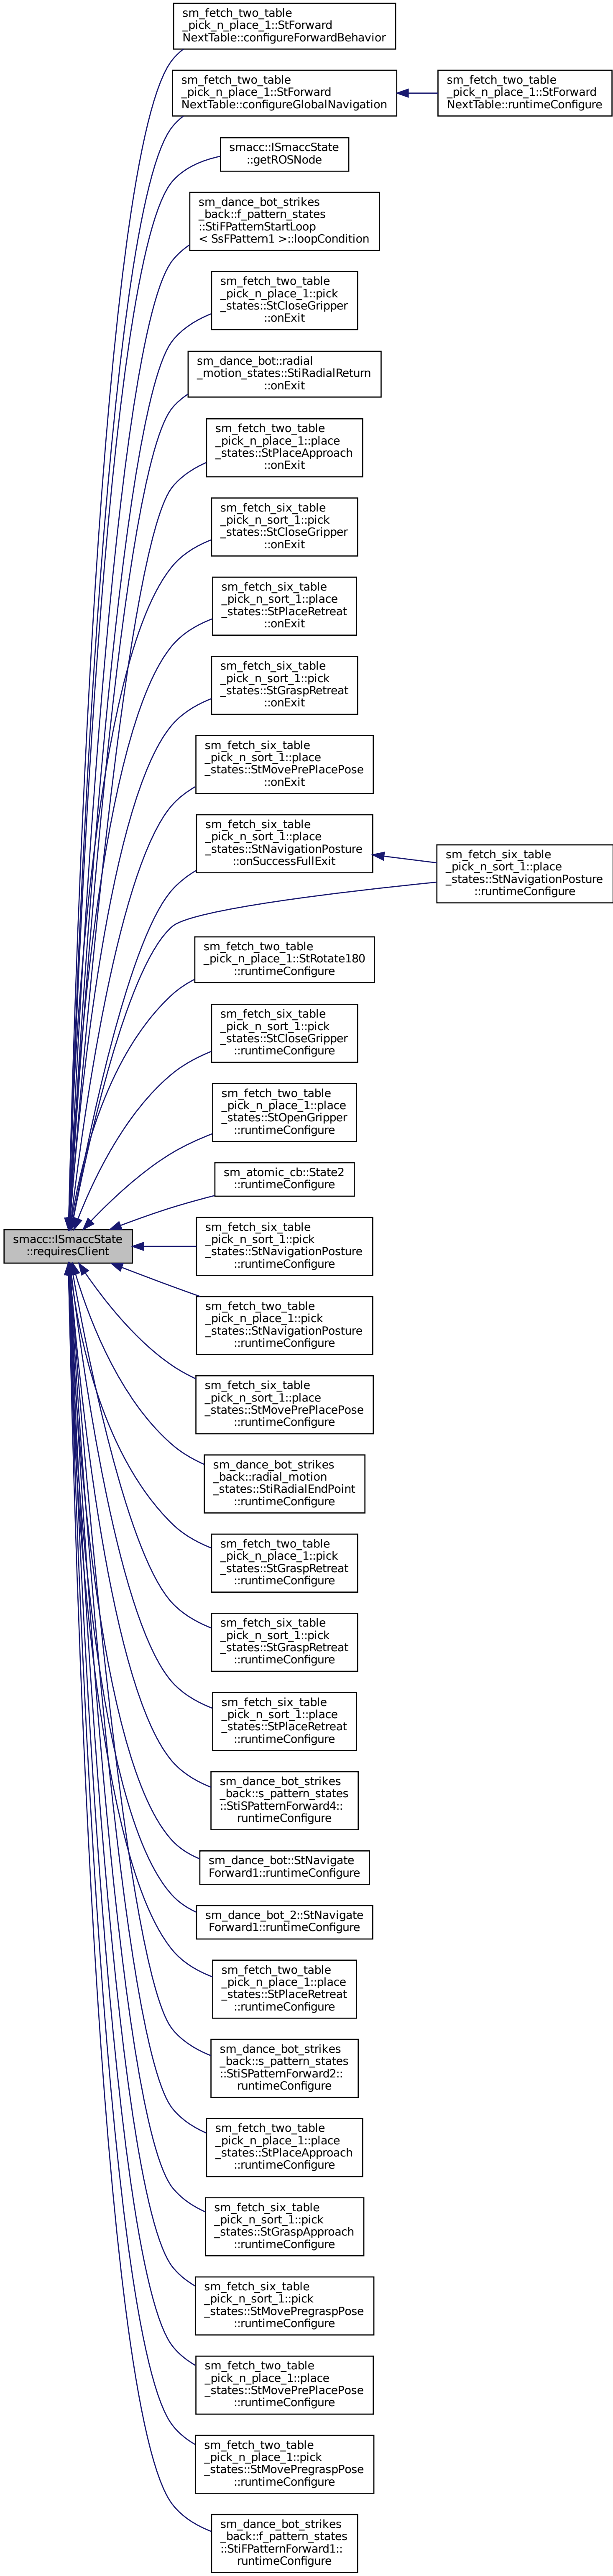 sm_fetch_two_table
_pick_n_place_1::StForward
NextTable::configureForwardBehavior
sm_fetch_two_table
_pick_n_place_1::StForward
NextTable::configureGlobalNavigation
sm_fetch_two_table
_pick_n_place_1::StForward
NextTable::runtimeConfigure
smacc::ISmaccState
::getROSNode
sm_dance_bot_strikes
_back::f_pattern_states
::StiFPatternStartLoop
< SsFPattern1 >::loopCondition
sm_fetch_two_table
_pick_n_place_1::pick
_states::StCloseGripper
::onExit
sm_dance_bot::radial
_motion_states::StiRadialReturn
::onExit
sm_fetch_two_table
_pick_n_place_1::place
_states::StPlaceApproach
::onExit
sm_fetch_six_table
_pick_n_sort_1::pick
_states::StCloseGripper
::onExit
sm_fetch_six_table
_pick_n_sort_1::place
_states::StPlaceRetreat
::onExit
sm_fetch_six_table
_pick_n_sort_1::pick
_states::StGraspRetreat
::onExit
sm_fetch_six_table
_pick_n_sort_1::place
_states::StMovePrePlacePose
::onExit
sm_fetch_six_table
_pick_n_sort_1::place
_states::StNavigationPosture
::onSuccessFullExit
sm_fetch_six_table
_pick_n_sort_1::place
_states::StNavigationPosture
::runtimeConfigure
sm_fetch_two_table
_pick_n_place_1::StRotate180
::runtimeConfigure
sm_fetch_six_table
_pick_n_sort_1::pick
_states::StCloseGripper
::runtimeConfigure
sm_fetch_two_table
_pick_n_place_1::place
_states::StOpenGripper
::runtimeConfigure
sm_atomic_cb::State2
::runtimeConfigure
smacc::ISmaccState
::requiresClient
sm_fetch_six_table
_pick_n_sort_1::pick
_states::StNavigationPosture
::runtimeConfigure
sm_fetch_two_table
_pick_n_place_1::pick
_states::StNavigationPosture
::runtimeConfigure
sm_fetch_six_table
_pick_n_sort_1::place
_states::StMovePrePlacePose
::runtimeConfigure
sm_dance_bot_strikes
_back::radial_motion
_states::StiRadialEndPoint
::runtimeConfigure
sm_fetch_two_table
_pick_n_place_1::pick
_states::StGraspRetreat
::runtimeConfigure
sm_fetch_six_table
_pick_n_sort_1::pick
_states::StGraspRetreat
::runtimeConfigure
sm_fetch_six_table
_pick_n_sort_1::place
_states::StPlaceRetreat
::runtimeConfigure
sm_dance_bot_strikes
_back::s_pattern_states
::StiSPatternForward4::
runtimeConfigure
sm_dance_bot::StNavigate
Forward1::runtimeConfigure
sm_dance_bot_2::StNavigate
Forward1::runtimeConfigure
sm_fetch_two_table
_pick_n_place_1::place
_states::StPlaceRetreat
::runtimeConfigure
sm_dance_bot_strikes
_back::s_pattern_states
::StiSPatternForward2::
runtimeConfigure
sm_fetch_two_table
_pick_n_place_1::place
_states::StPlaceApproach
::runtimeConfigure
sm_fetch_six_table
_pick_n_sort_1::pick
_states::StGraspApproach
::runtimeConfigure
sm_fetch_six_table
_pick_n_sort_1::pick
_states::StMovePregraspPose
::runtimeConfigure
sm_fetch_two_table
_pick_n_place_1::place
_states::StMovePrePlacePose
::runtimeConfigure
sm_fetch_two_table
_pick_n_place_1::pick
_states::StMovePregraspPose
::runtimeConfigure
sm_dance_bot_strikes
_back::f_pattern_states
::StiFPatternForward1::
runtimeConfigure